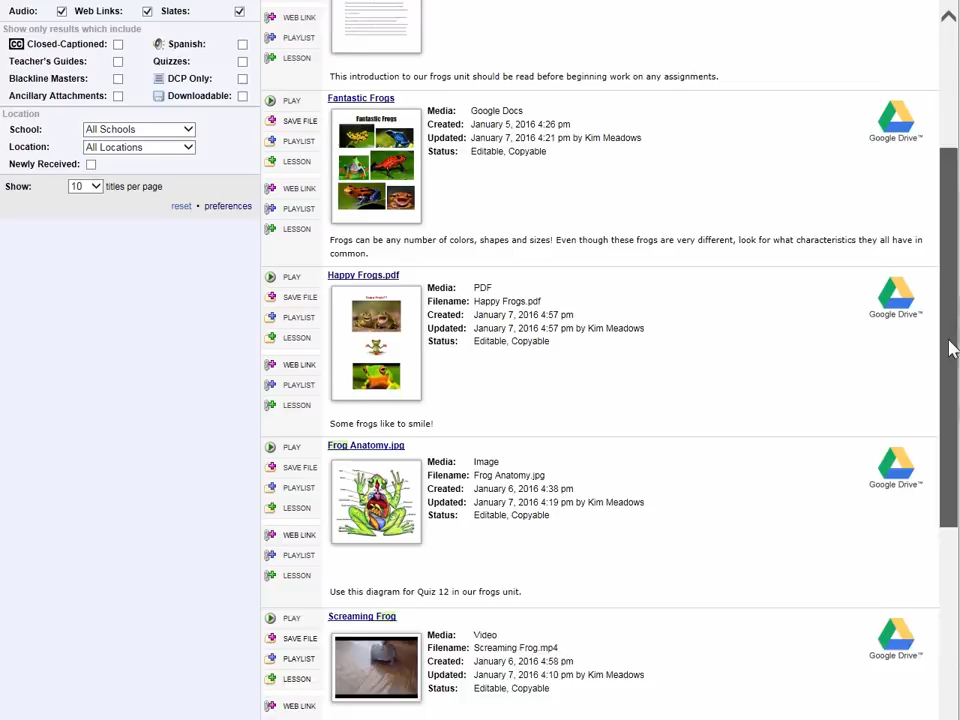 Audio: Web Links: Slates:
Show only results which include
CC Closed-Captioned: Spanish:
Teacher's Guides: Quizzes:
Blackline Masters: DCP Only:
Ancillary Attachments: Downloadable:
Location
School: All Schools
Location: All Locations
Newly Received:
Show: 10 titles per page
reset • preferences
WEB LINK
PLAYLIST
LESSON
This introduction to our frogs unit should be read before beginning work on any assignments.
PLAY
SAVE FILE
PLAYLIST
LESSON
WEB LINK
PLAYLIST
LESSON
Fantastic Frogs
Fantastic Frogs
Media: Google Docs
Created: January 5, 2016 4:26 pm
Updated: January 7, 2016 4:21 pm by Kim Meadows
Status: Editable, Copyable
Google Drive™
Frogs can be any number of colors, shapes and sizes! Even though these frogs are very different, look for what characteristics they all have in
common.
PLAY
SAVE FILE
PLAYLIST
LESSON
WEB LINK
PLAYLIST
LESSON
Happy Frogs.pdf
Media: PDF
Filename: Happy Frogs.pdf
Created: January 7, 2016 4:57 pm
Updated: January 7, 2016 4:57 pm by Kim Meadows
Status: Editable, Copyable
Google Drive™
Some frogs like to smile!
PLAY
SAVE FILE
PLAYLIST
LESSON
WEB LINK
PLAYLIST
LESSON
Frog Anatomy.jpg
Media: Image
Filename: Frog Anatomy.jpg
Created: January 6, 2016 4:38 pm
Updated: January 7, 2016 4:19 pm by Kim Meadows
Status: Editable, Copyable
Google Drive™
Use this diagram for Quiz 12 in our frogs unit.
PLAY
SAVE FILE
PLAYLIST
LESSON
WEB LINK
Screaming Frog
Media: Video
Filename: Screaming Frog.mp4
Created: January 6, 2016 4:58 pm
Updated: January 7, 2016 4:10 pm by Kim Meadows
Status: Editable, Copyable
Google Drive™